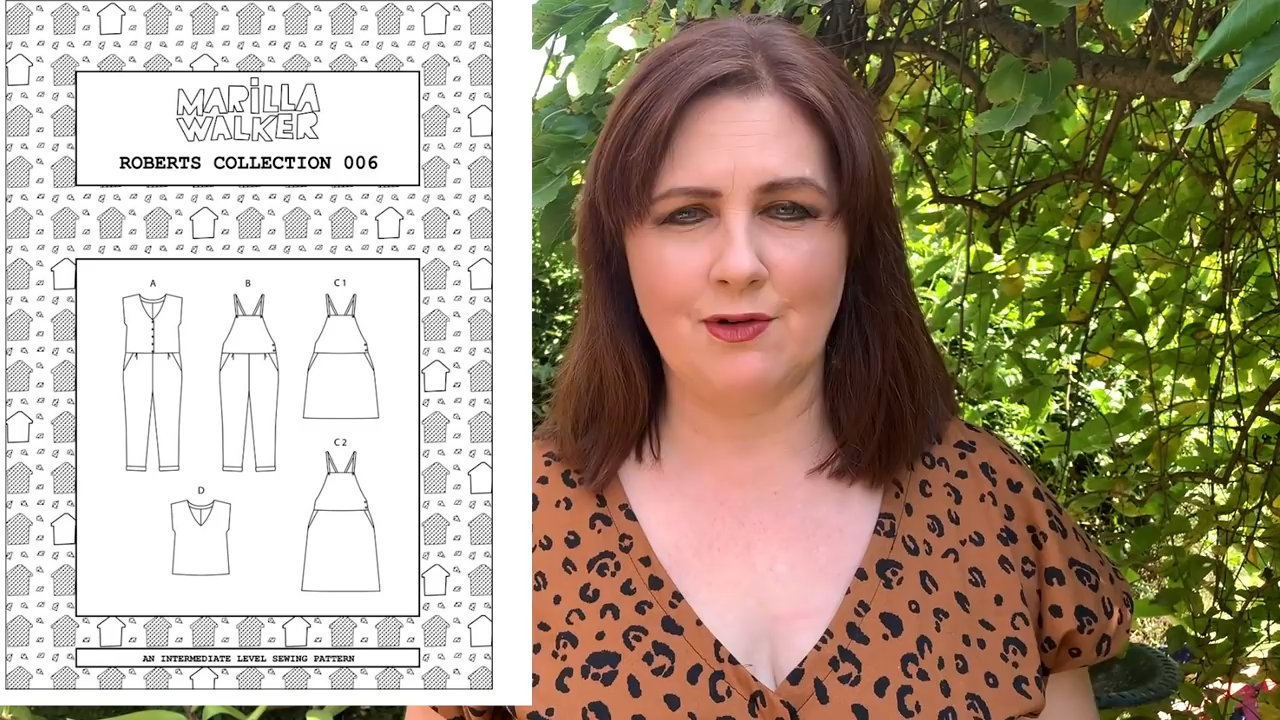 MARiLLA
WALKER
ROBERTS COLLECTION 006
A
B
C1
C2
D
AN INTERMEDIATE LEVEL SEWING PATTERN